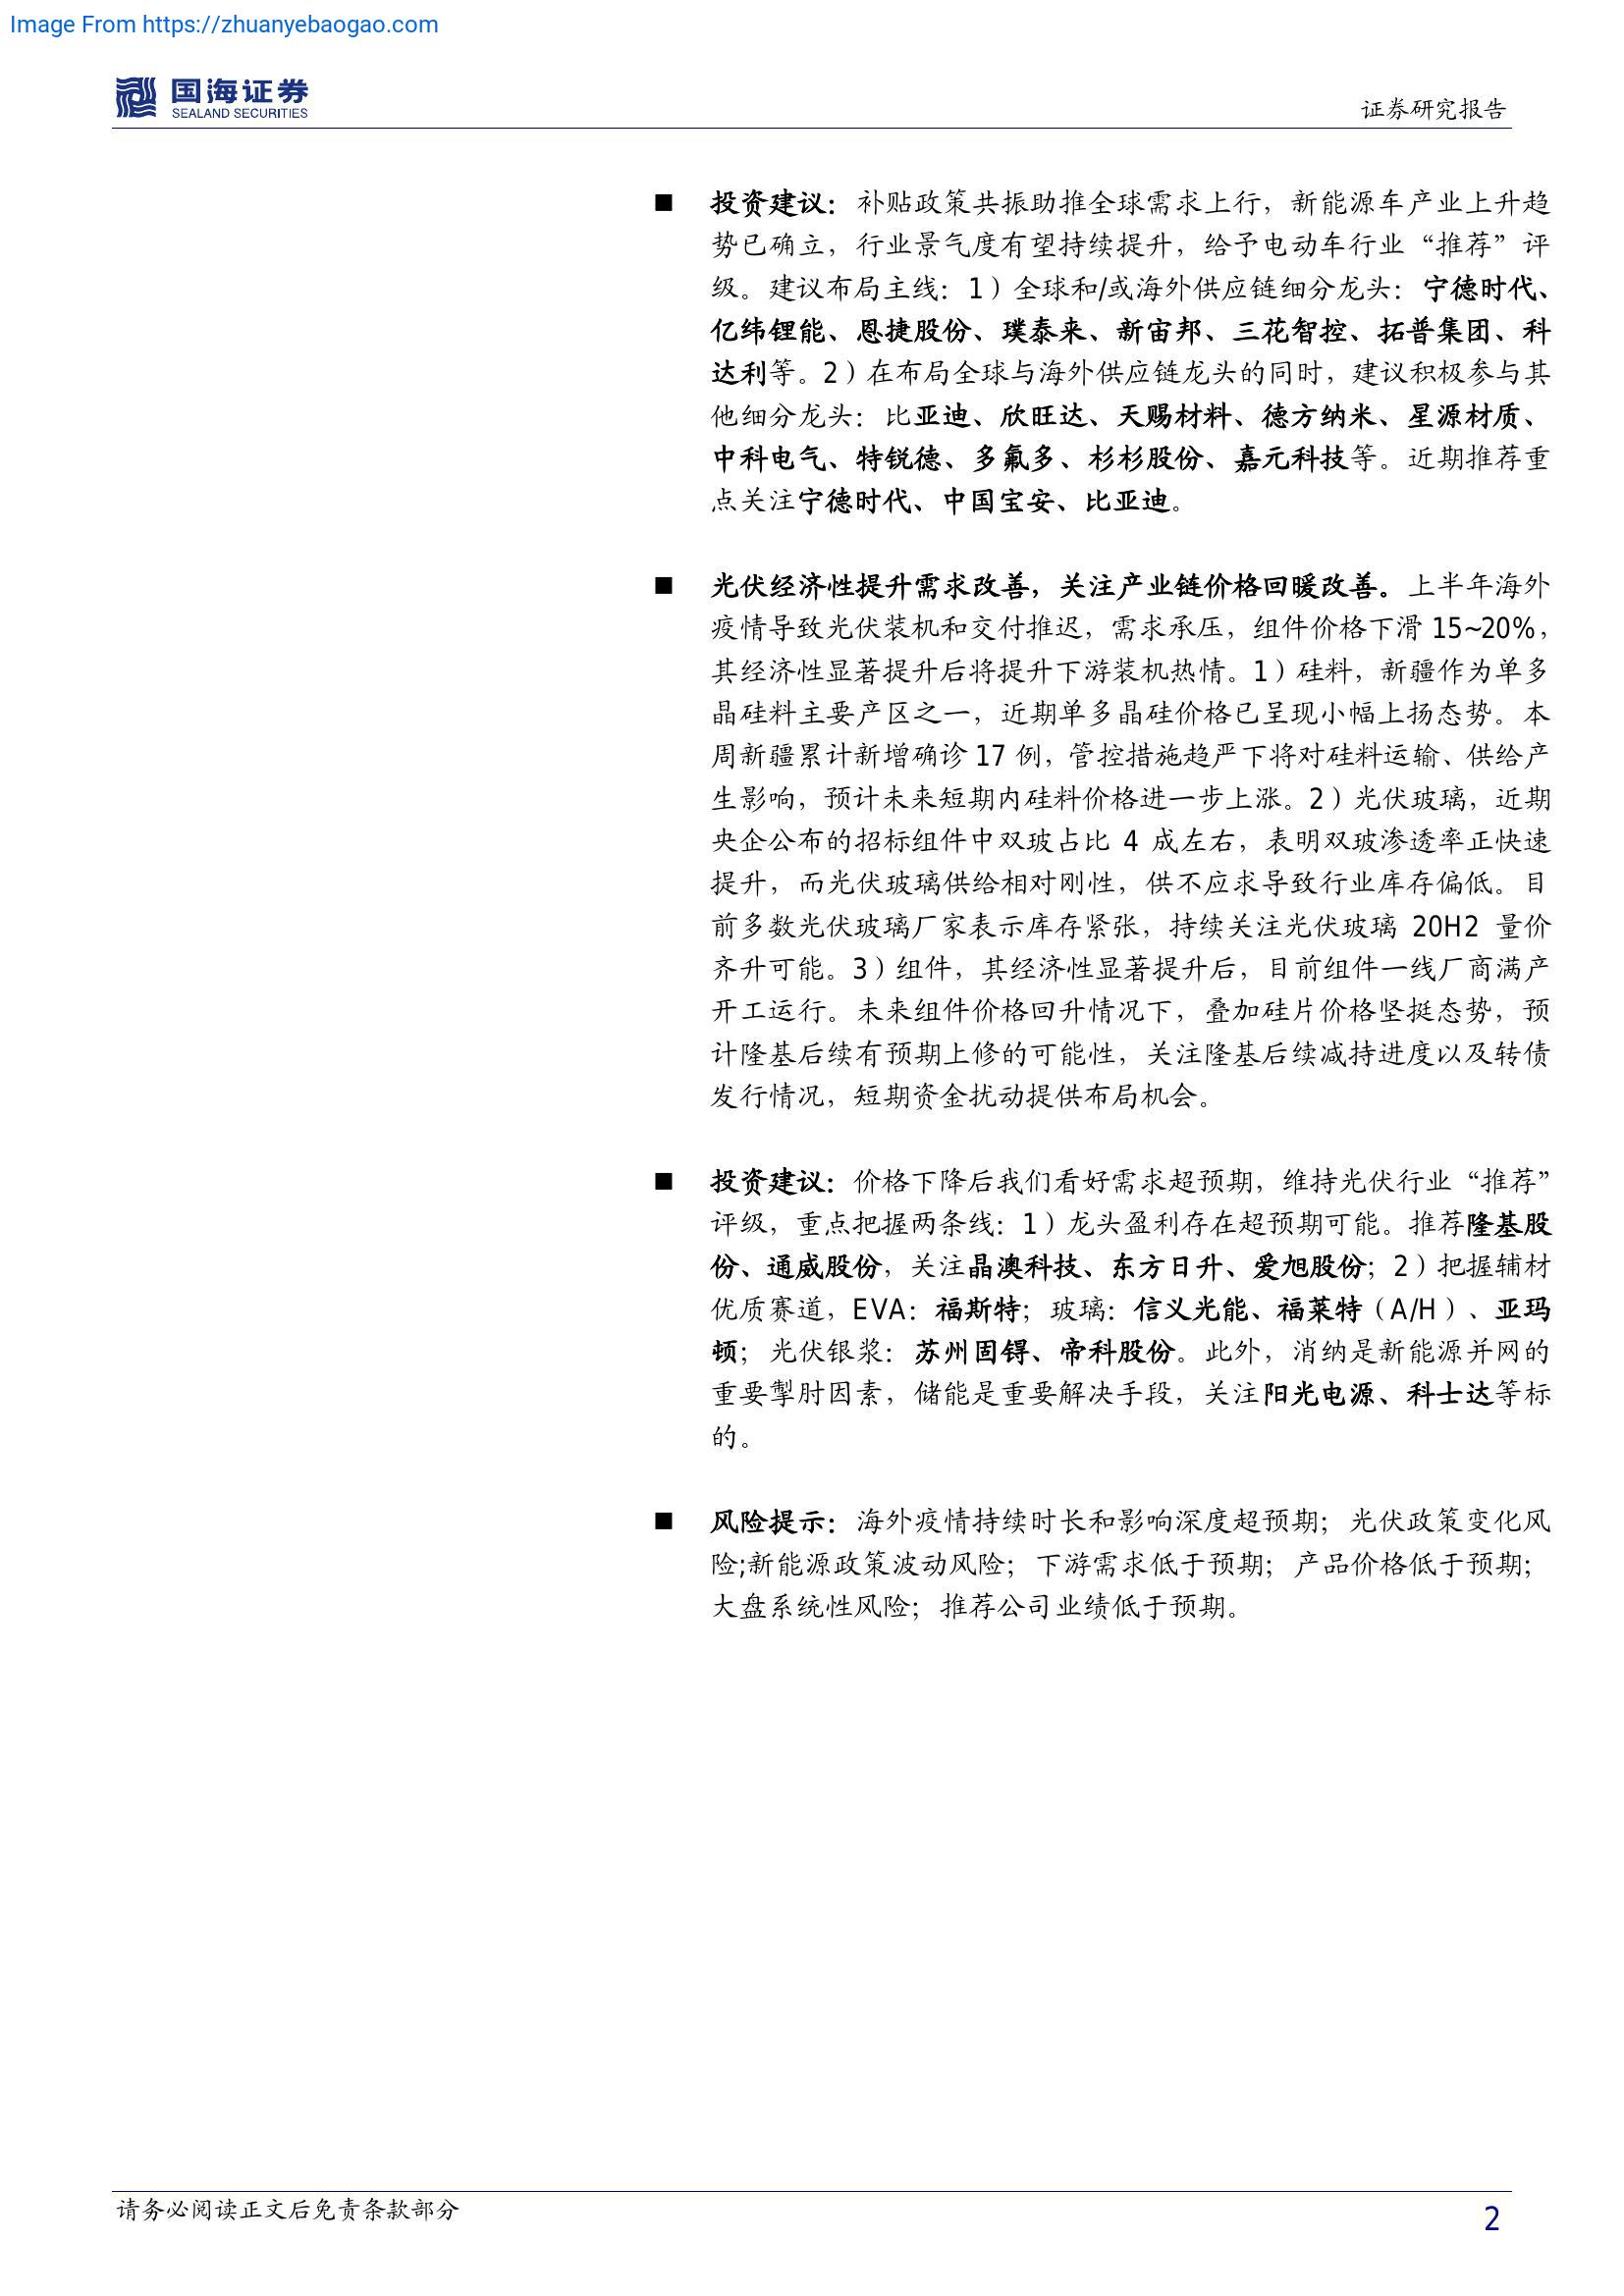 Image From https://zhuanyebaogao.com
国海证券
SEALAND SECURITIES
证券研究报告
■ 投资建议：补贴政策共振助推全球需求上行，新能源车产业上升趋
势已确立，行业景气度有望持续提升，给予电动车行业“推荐”评
级。建议布局主线：1）全球和/或海外供应链细分龙头：宁德时代、
亿纬锂能、恩捷股份、璞泰来、新宙邦、三花智控、拓普集团、科
达利等。2）在布局全球与海外供应链龙头的同时，建议积极参与其
他细分龙头：比亚迪、欣旺达、天赐材料、德方纳米、星源材质、
中科电气、特锐德、多氟多、杉杉股份、嘉元科技等。近期推荐重
点关注宁德时代、中国宝安、比亚迪。
■ 光伏经济性提升需求改善，关注产业链价格回暖改善。上半年海外
疫情导致光伏装机和交付推迟，需求承压，组件价格下滑 15~20%，
其经济性显著提升后将提升下游装机热情。1）硅料，新疆作为单多
晶硅料主要产区之一，近期单多晶硅价格已呈现小幅上扬态势。本
周新疆累计新增确诊 17 例，管控措施趋严下将对硅料运输、供给产
生影响，预计未来短期内硅料价格进一步上涨。2）光伏玻璃，近期
央企公布的招标组件中双玻占比 4 成左右，表明双玻渗透率正快速
提升，而光伏玻璃供给相对刚性，供不应求导致行业库存偏低。目
前多数光伏玻璃厂家表示库存紧张，持续关注光伏玻璃 20H2 量价
齐升可能。3）组件，其经济性显著提升后，目前组件一线厂商满产
开工运行。未来组件价格回升情况下，叠加硅片价格坚挺态势，预
计隆基后续有预期上修的可能性，关注隆基后续减持进度以及转债
发行情况，短期资金扰动提供布局机会。
■ 投资建议：价格下降后我们看好需求超预期，维持光伏行业“推荐”
评级，重点把握两条线：1）龙头盈利存在超预期可能。推荐隆基股
份、通威股份，关注晶澳科技、东方日升、爱旭股份；2）把握辅材
优质赛道，EVA：福斯特；玻璃：信义光能、福莱特（A/H）、亚玛
顿；光伏银浆：苏州固锝、帝科股份。此外，消纳是新能源并网的
重要掣肘因素，储能是重要解决手段，关注阳光电源、科士达等标
的。
■ 风险提示：海外疫情持续时长和影响深度超预期；光伏政策变化风
险;新能源政策波动风险；下游需求低于预期；产品价格低于预期；
大盘系统性风险；推荐公司业绩低于预期。
请务必阅读正文后免责条款部分
2